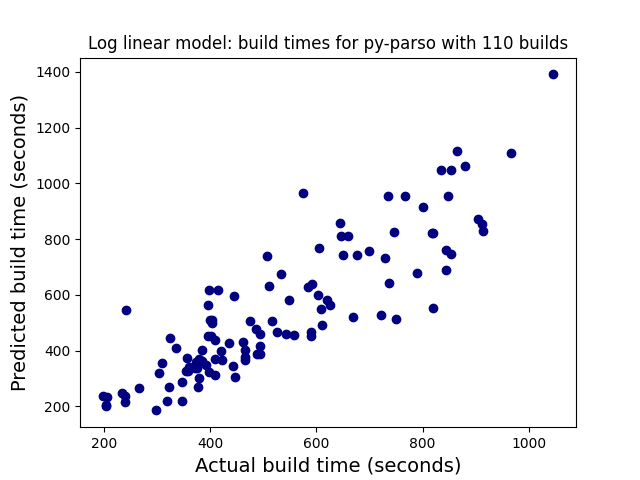 Log linear model: build times for py-parso with 110 builds
1400
1200
1000
800
600
400
200
Predicted build time (seconds)
200 400 600 800 1000
Actual build time (seconds)